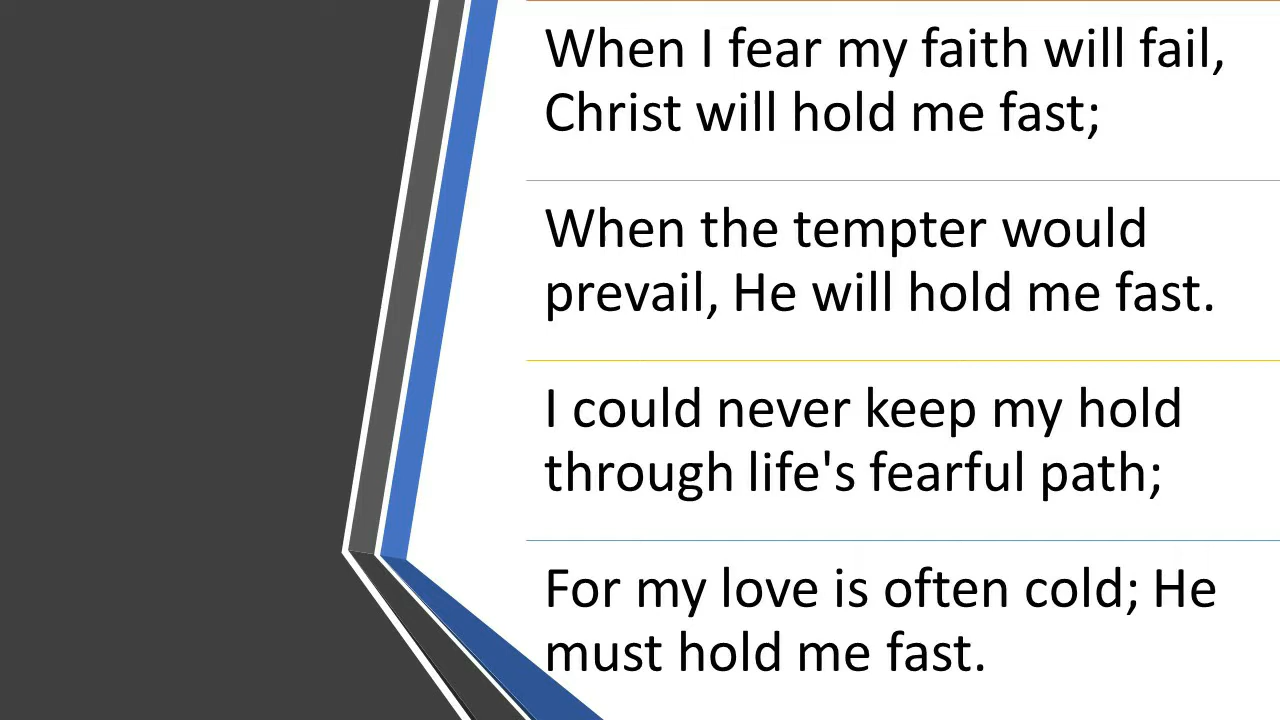 When I fear my faith will fail,
Christ will hold me fast;
When the tempter would
prevail, He will hold me fast.
I could never keep my hold
through life's fearful path;
For my love is often cold; He
must hold me fast.